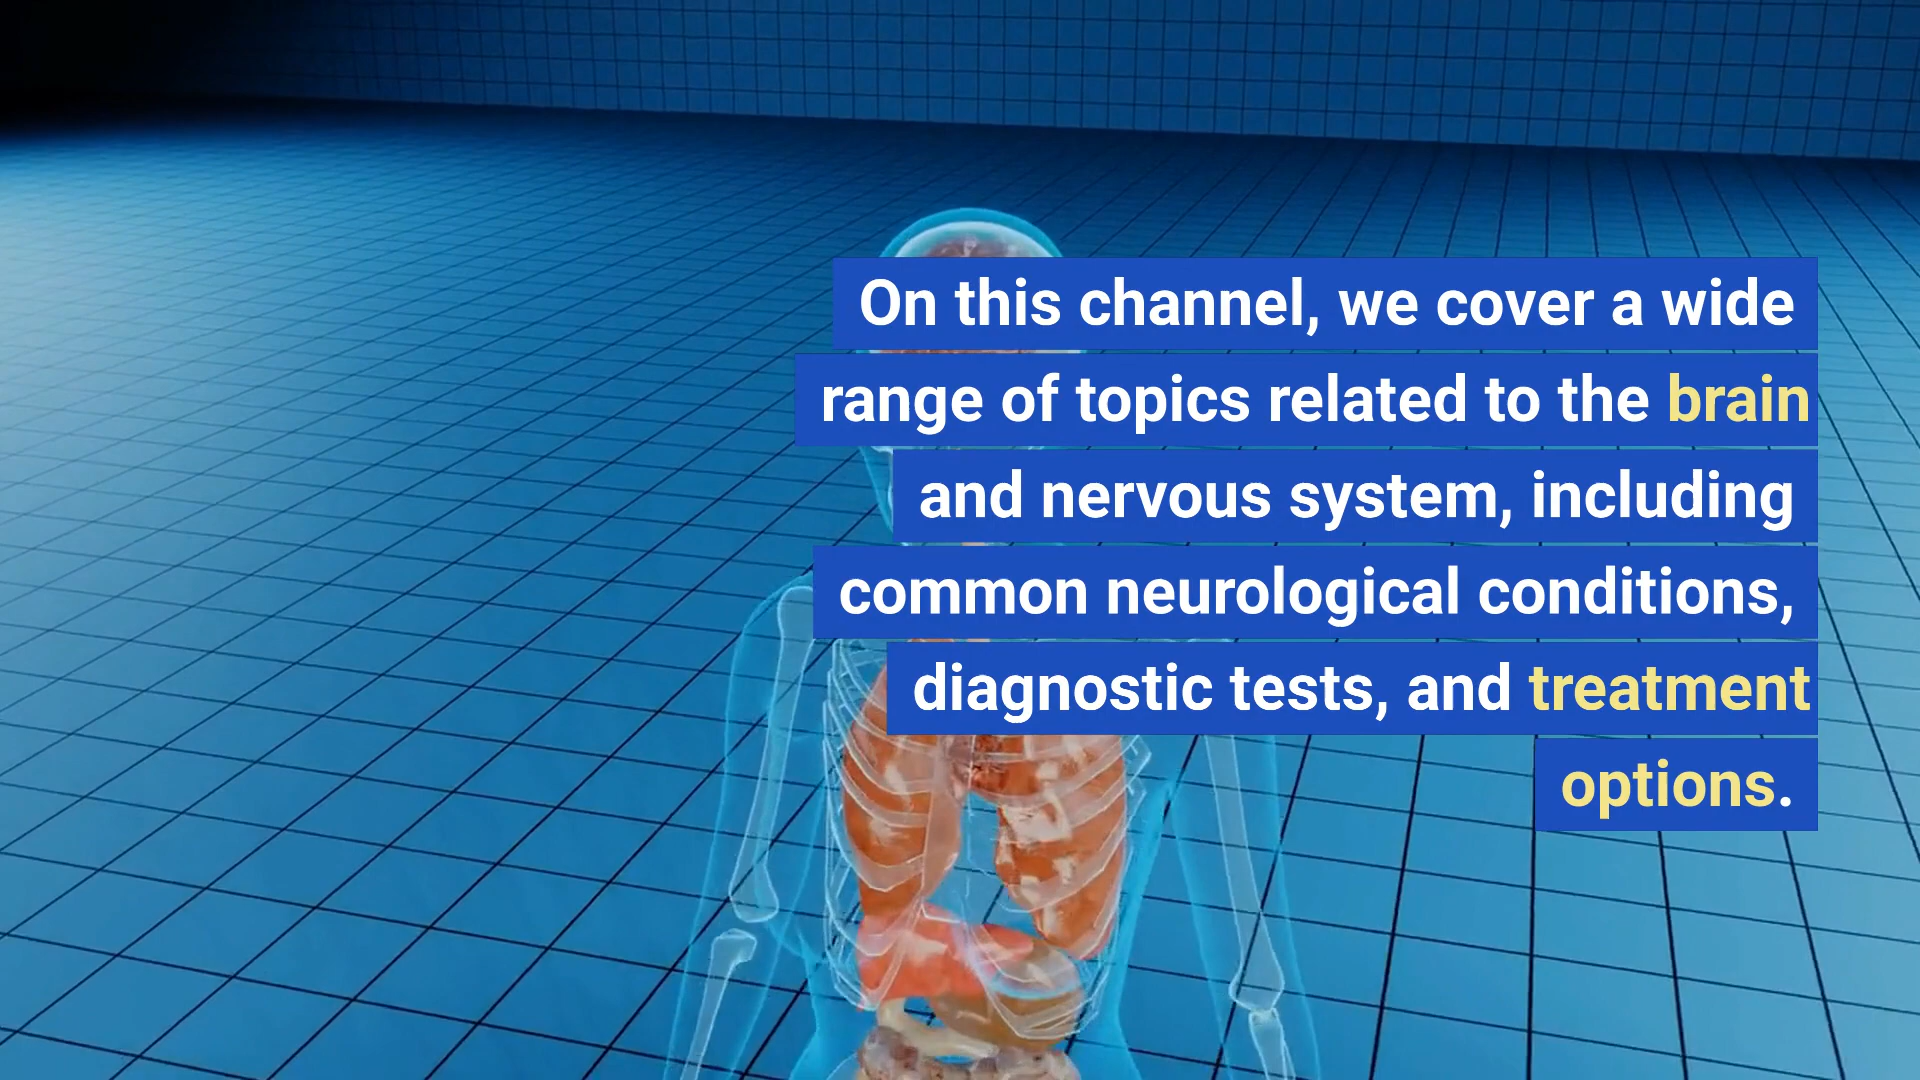 On this channel, we cover a wide
range of topics related to the brain
and nervous system, including
common neurological conditions,
diagnostic tests, and treatment
options.